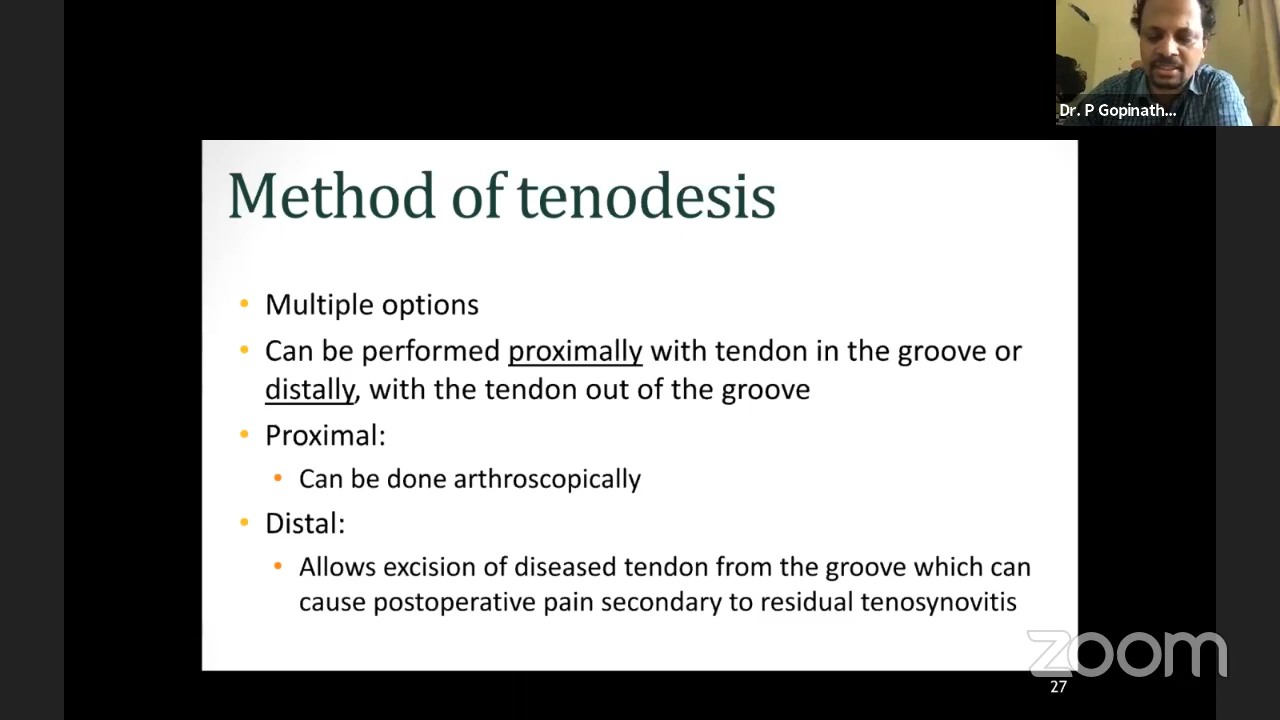 Dr. P Gopinath...
Method of tenodesis
• Multiple options
• Can be performed proximally with tendon in the groove or
distally, with the tendon out of the groove
• Proximal:
• Can be done arthroscopically
• Distal:
• Allows excision of diseased tendon from the groove which can
cause postoperative pain secondary to residual tenosynovitis
zoom
27